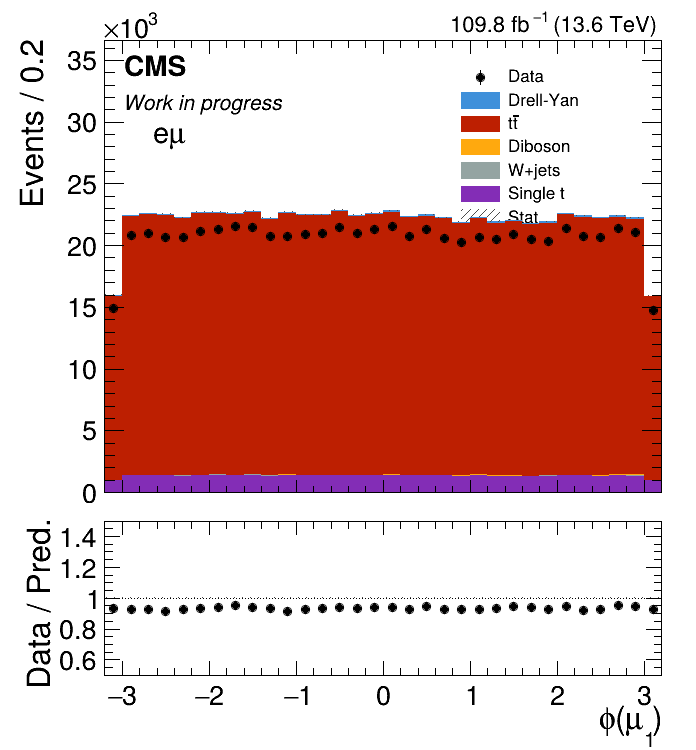 ×10³
109.8 fb⁻¹ (13.6 TeV)
Events / 0.2
35
30
25
20
15
10
5
0
CMS
Work in progress
eμ
Data
Drell-Yan
tt̅
Diboson
W+jets
Single t
Stat
Data / Pred.
1.4
1.2
1
0.8
0.6
−3 −2 −1 0 1 2 3
ϕ(μ₁)